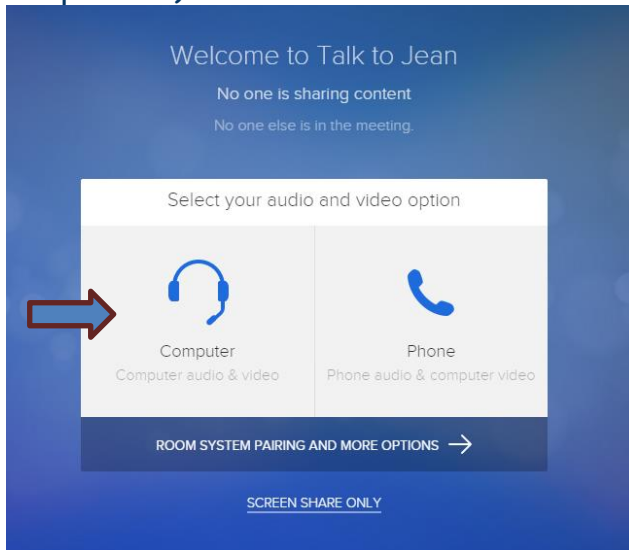 Welcome to Talk to Jean
No one is sharing content
No one else is in the meeting.
Select your audio and video option
Computer
Computer audio & video
Phone
Phone audio & computer video
ROOM SYSTEM PAIRING AND MORE OPTIONS
SCREEN SHARE ONLY